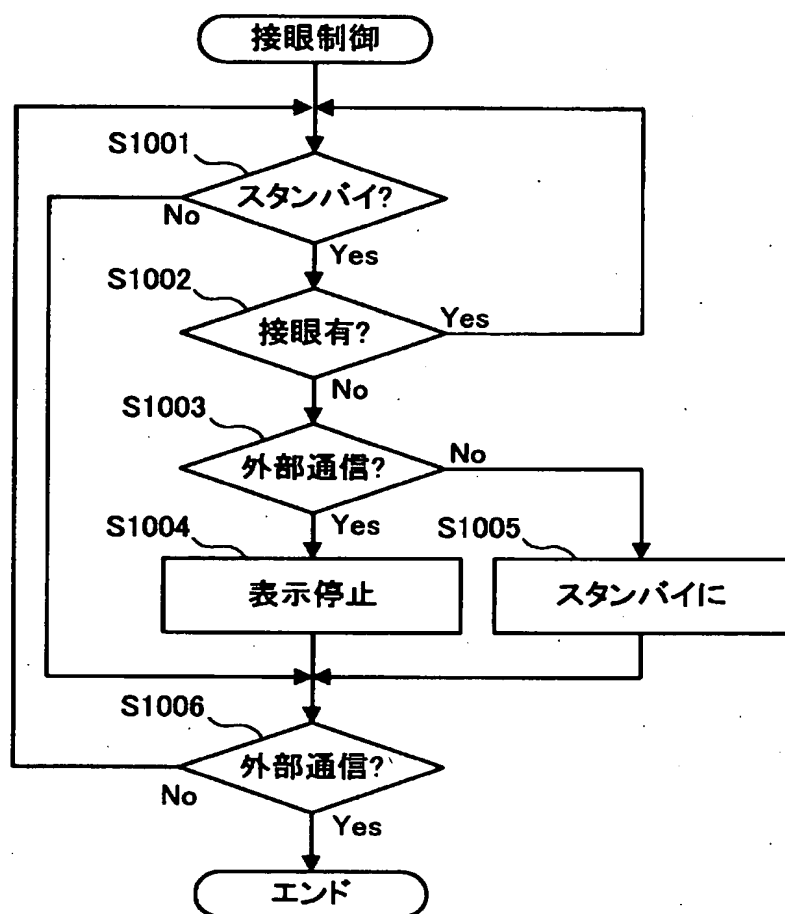 接眼制御
S1001
スタンバイ?
No
Yes
S1002
接眼有?
Yes
No
S1003
外部通信?
No
Yes
S1004
表示停止
S1005
スタンバイに
S1006
外部通信?
No
Yes
エンド